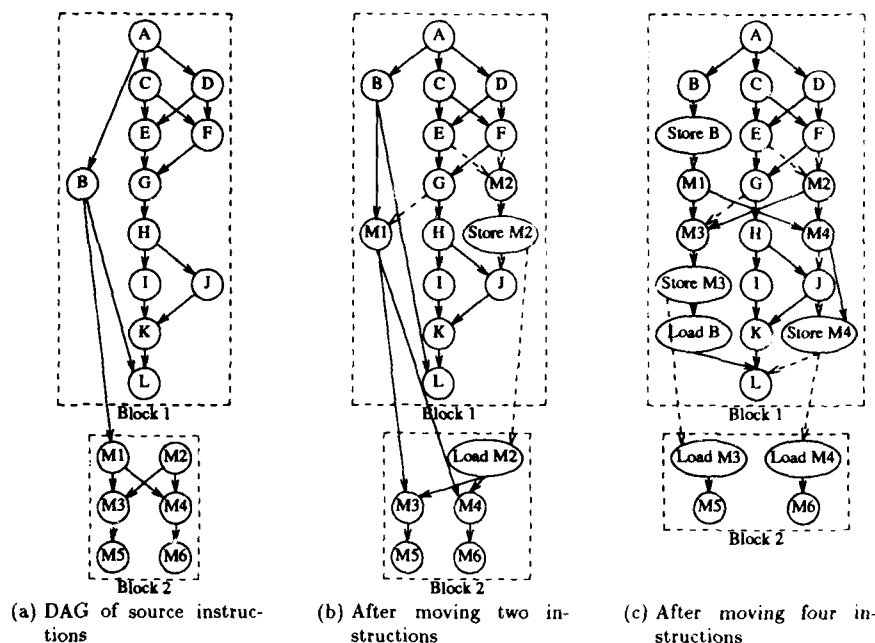 A
B
C
D
E
F
G
H
I
J
K
L
Block 1
M1
M2
M3
M4
M5
M6
Block 2
(a) DAG of source instruc-
tions
A
B
C
D
E
F
G
M2
M1
H
Store M2
I
J
K
L
Block 1
Load M2
M3
M4
M5
M6
Block 2
(b) After moving two in-
structions
A
B
C
D
Store B
E
F
M1
G
M2
M3
H
M4
Store M3
I
J
Load B
K
Store M4
L
Block 1
Load M3
Load M4
M5
M6
Block 2
(c) After moving four in-
structions